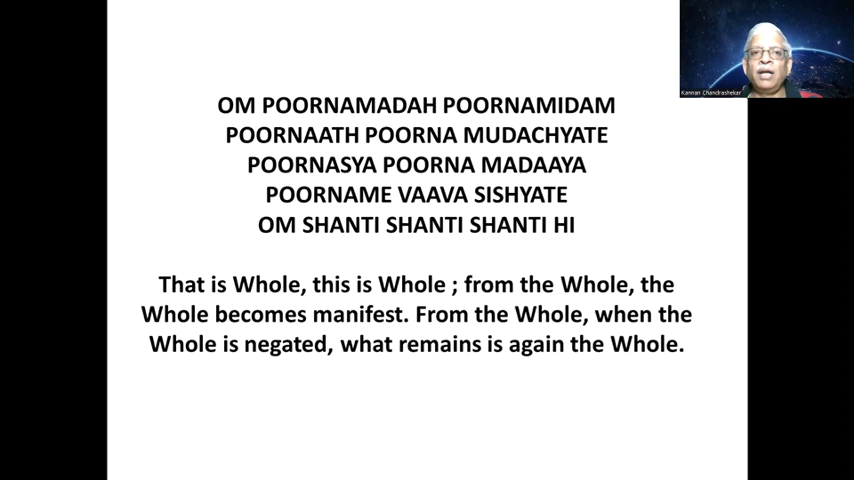 OM POORNAMADAH POORNAMIDAM
POORNAATH POORNA MUDACHYATE
POORNASYA POORNA MADAAYA
POORNAME VAAVA SISHYATE
OM SHANTI SHANTI SHANTI HI
That is Whole, this is Whole ; from the Whole, the
Whole becomes manifest. From the Whole, when the
Whole is negated, what remains is again the Whole.
Kannan Chandrashekar